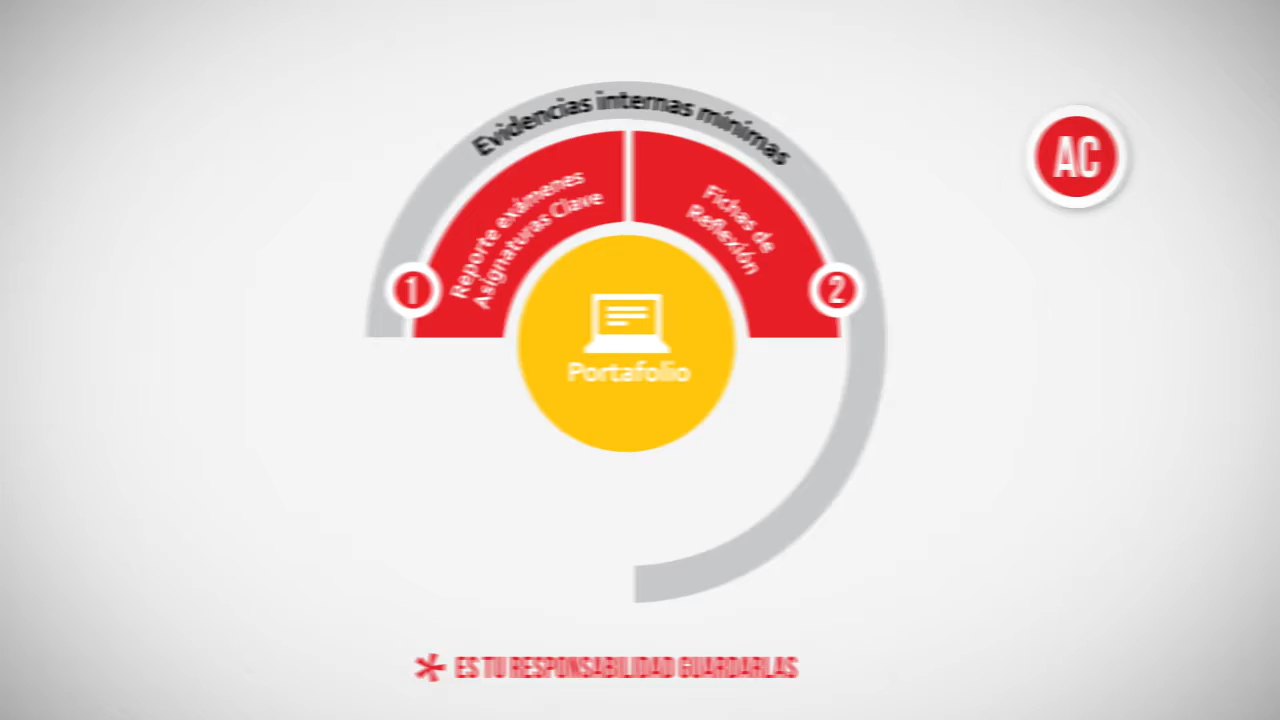 Evidencias internas mínimas
AC
Reporte exámenes
Asignaturas Clave
Fichas de
Reflexión
1
2
Portafolio
* ES TU RESPONSABILIDAD GUARDARLAS